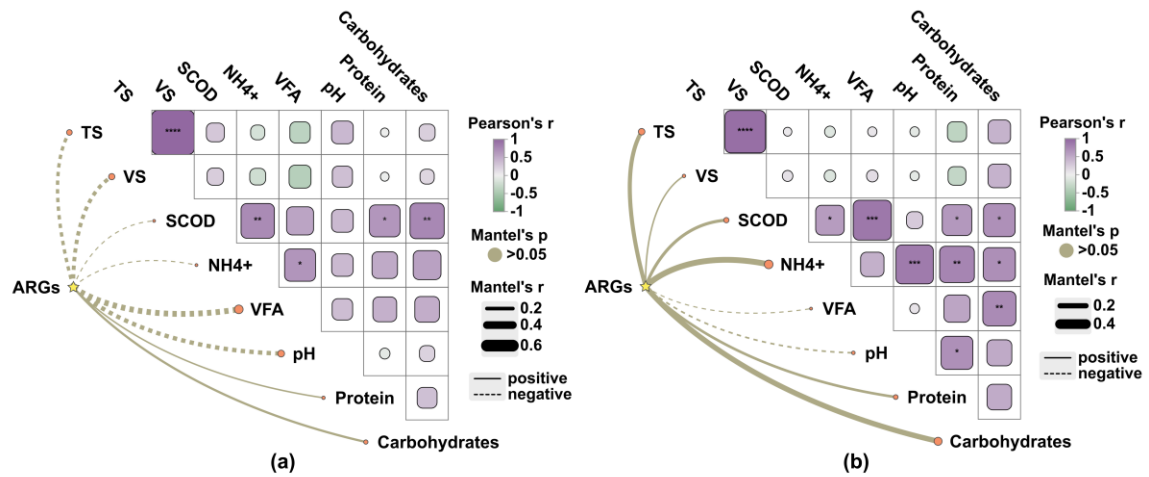 TS VS SCOD NH4+ VFA pH Protein Carbohydrates
TS
VS
SCOD
NH4+
VFA
pH
Protein
Carbohydrates
ARGs
****
** * **
*
Pearson's r
1
0.5
0
-0.5
-1
Mantel's p
>0.05
Mantel's r
0.2
0.4
0.6
positive
negative
(a)
TS VS SCOD NH4+ VFA pH Protein Carbohydrates
TS
VS
SCOD
NH4+
VFA
pH
Protein
Carbohydrates
ARGs
****
* *** * *
*** ** *
**
*
Pearson's r
1
0.5
0
-0.5
-1
Mantel's p
>0.05
Mantel's r
0.2
0.4
positive
negative
(b)